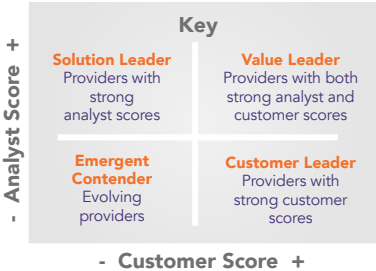 Key
Solution Leader
Providers with
strong
analyst scores
Value Leader
Providers with both
strong analyst and
customer scores
Emergent
Contender
Evolving
providers
Customer Leader
Providers with
strong customer
scores
- Analyst Score +
- Customer Score +